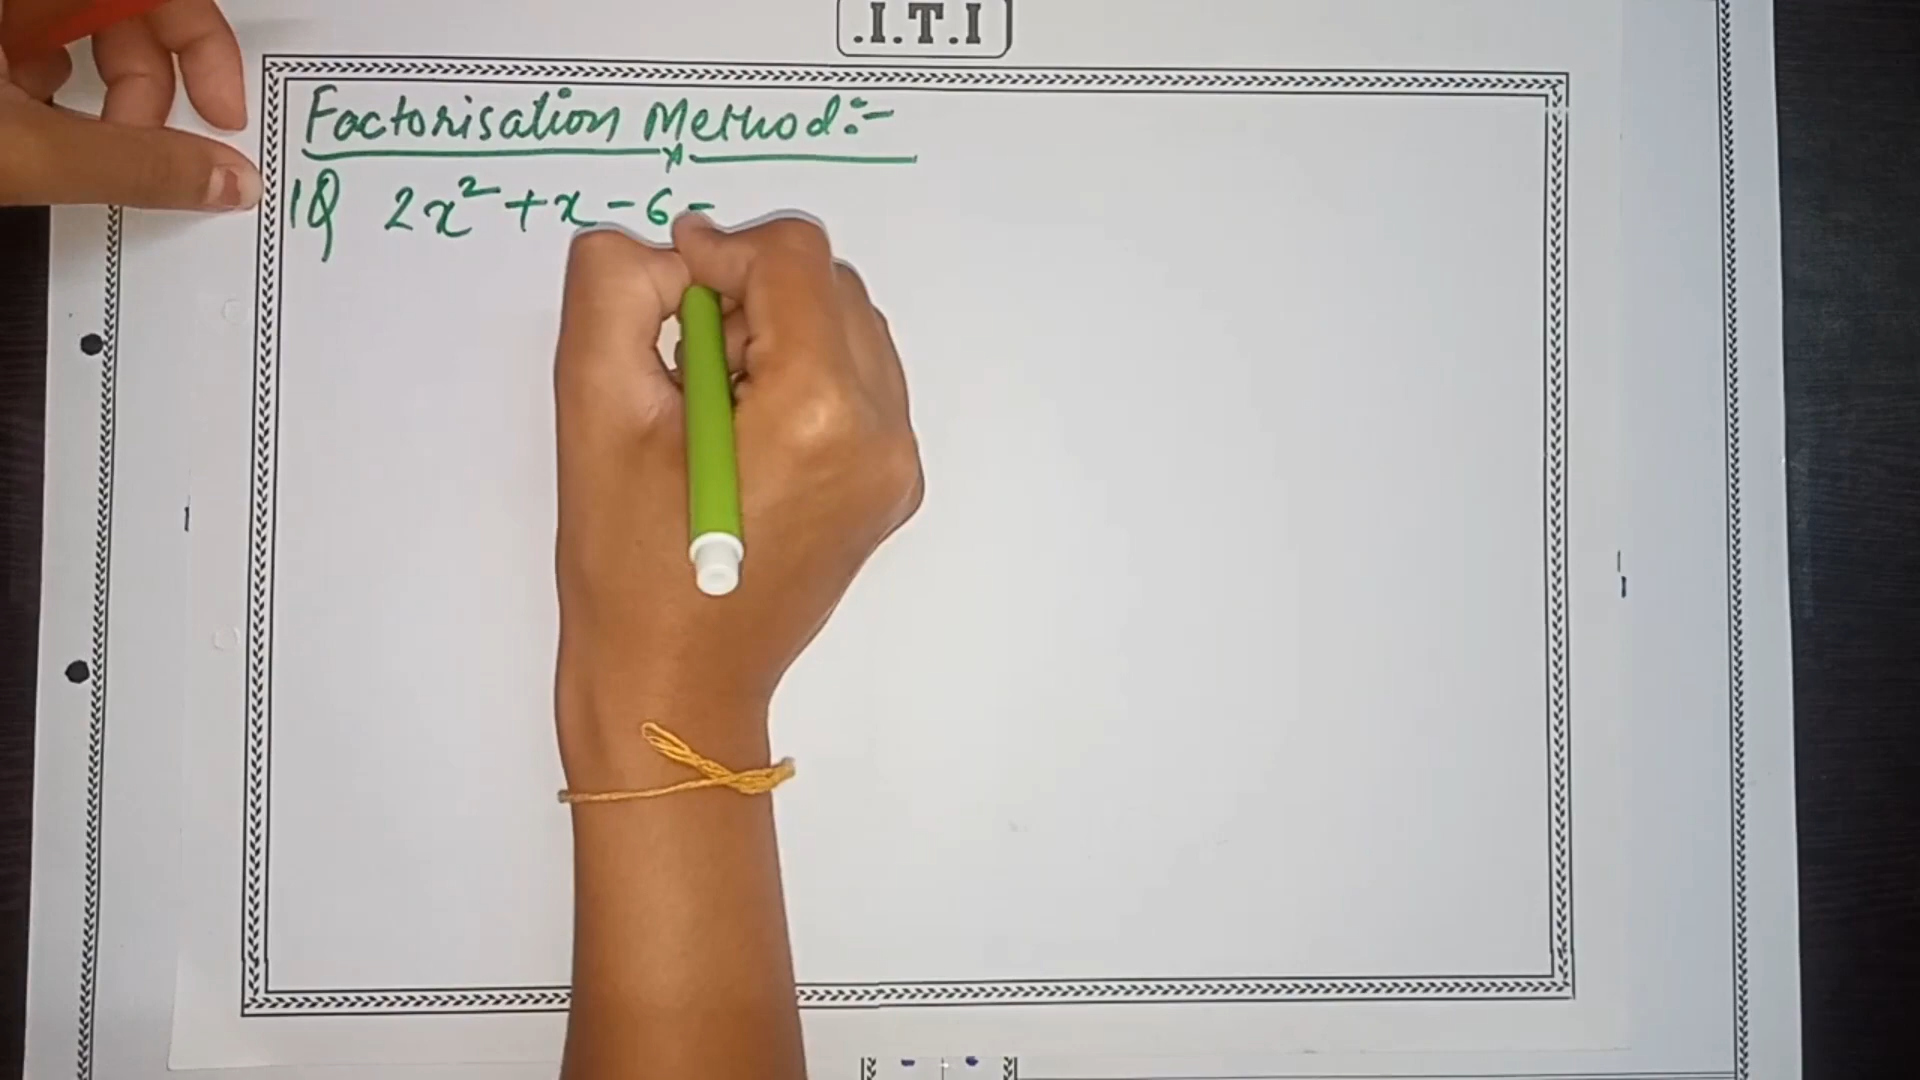 .I.T.I
Factorisation Method:-
1Q 2x² + x - 6 -